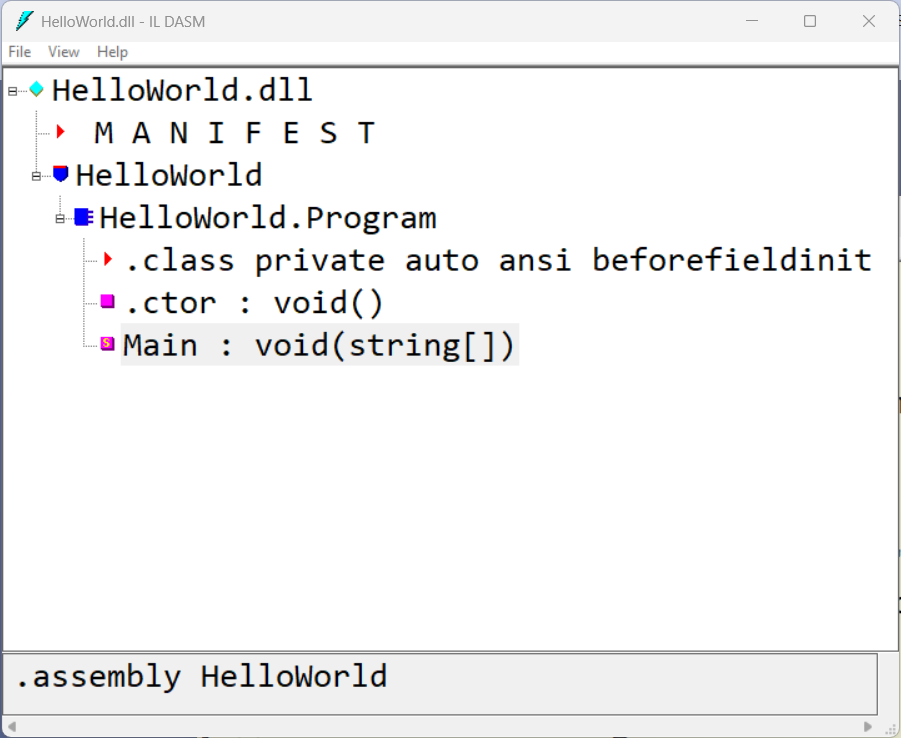 HelloWorld.dll - IL DASM
File View Help
HelloWorld.dll
M A N I F E S T
HelloWorld
HelloWorld.Program
.class private auto ansi beforefieldinit
.ctor : void()
S Main : void(string[])
.assembly HelloWorld